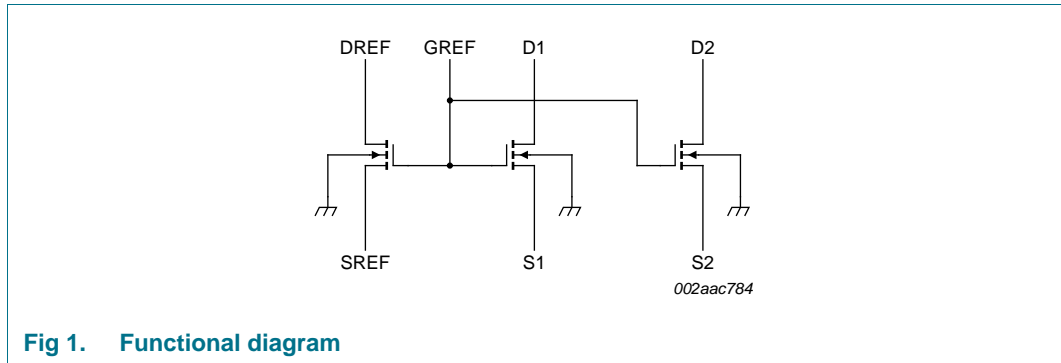 DREF GREF D1 D2
SREF S1 S2
002aac784
Fig 1. Functional diagram